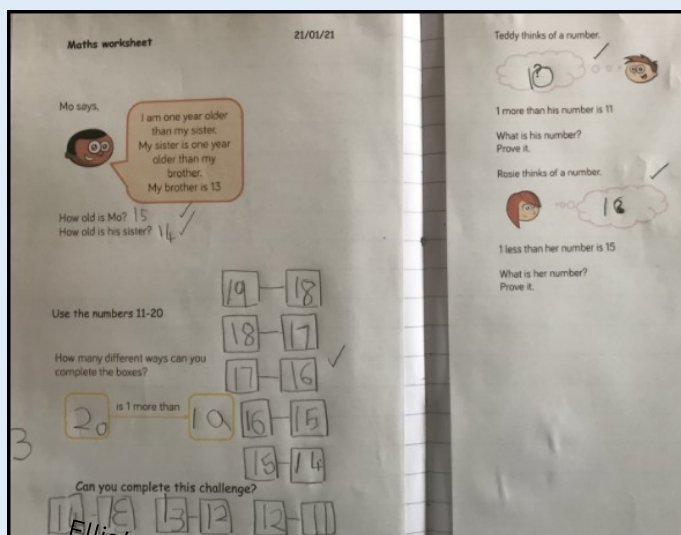 Maths worksheet
21/01/21
Mo says,
I am one year older
than my sister.
My sister is one year
older than my
brother.
My brother is 13
How old is Mo? 15
How old is his sister? 14
Use the numbers 11-20
How many different ways can you
complete the boxes?
20 is 1 more than 19
19 18
18 17
17 16
16 15
15 14
3
Can you complete this challenge?
14 13 13 12 12 11
Teddy thinks of a number.
10
1 more than his number is 11
What is his number?
Prove it.
Rosie thinks of a number.
1 less than her number is 15
What is her number?
Prove it.